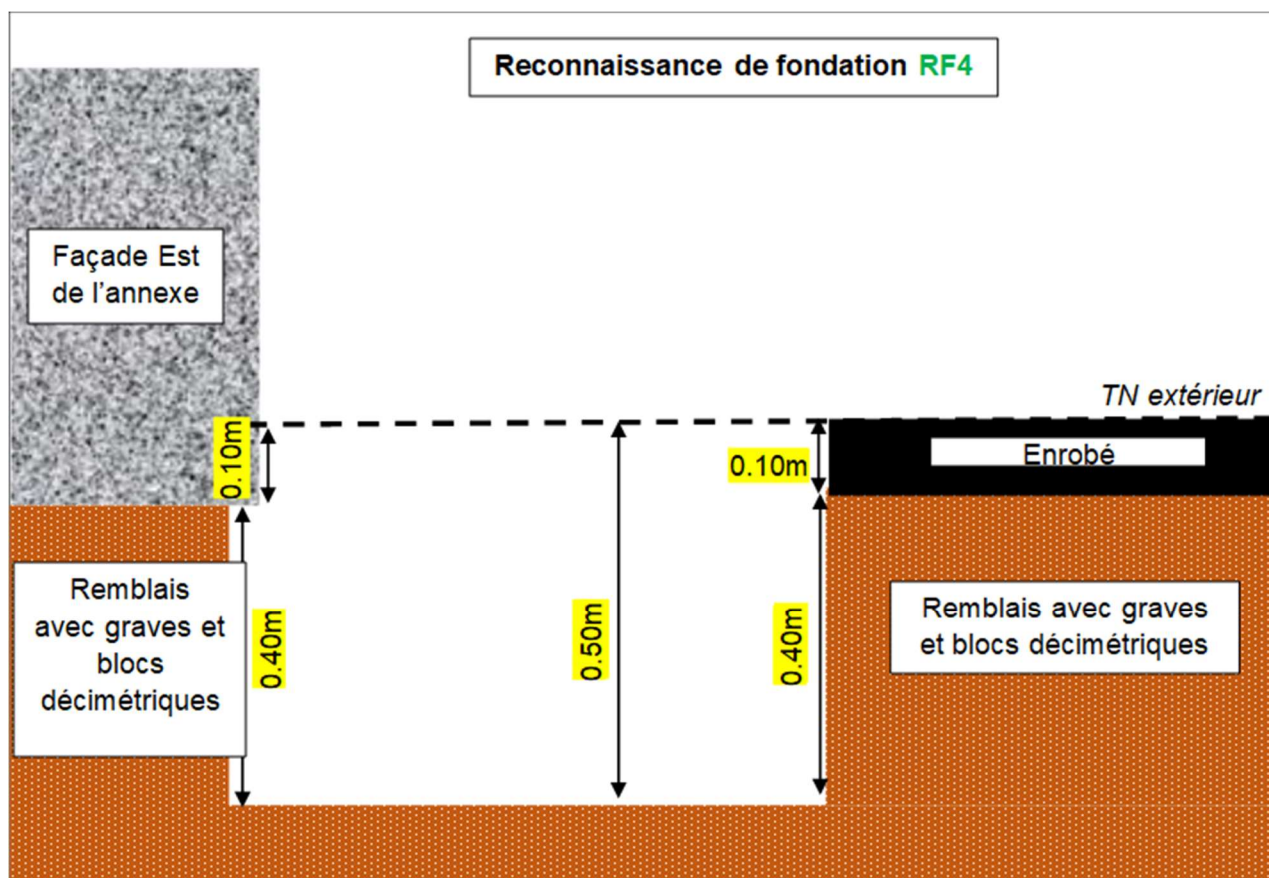 Reconnaissance de fondation RF4
Façade Est
de l'annexe
TN extérieur
0.10m
0.10m
Enrobé
Remblais
avec graves et
blocs
décimétriques
0.40m
0.50m
0.40m
Remblais avec graves
et blocs décimétriques